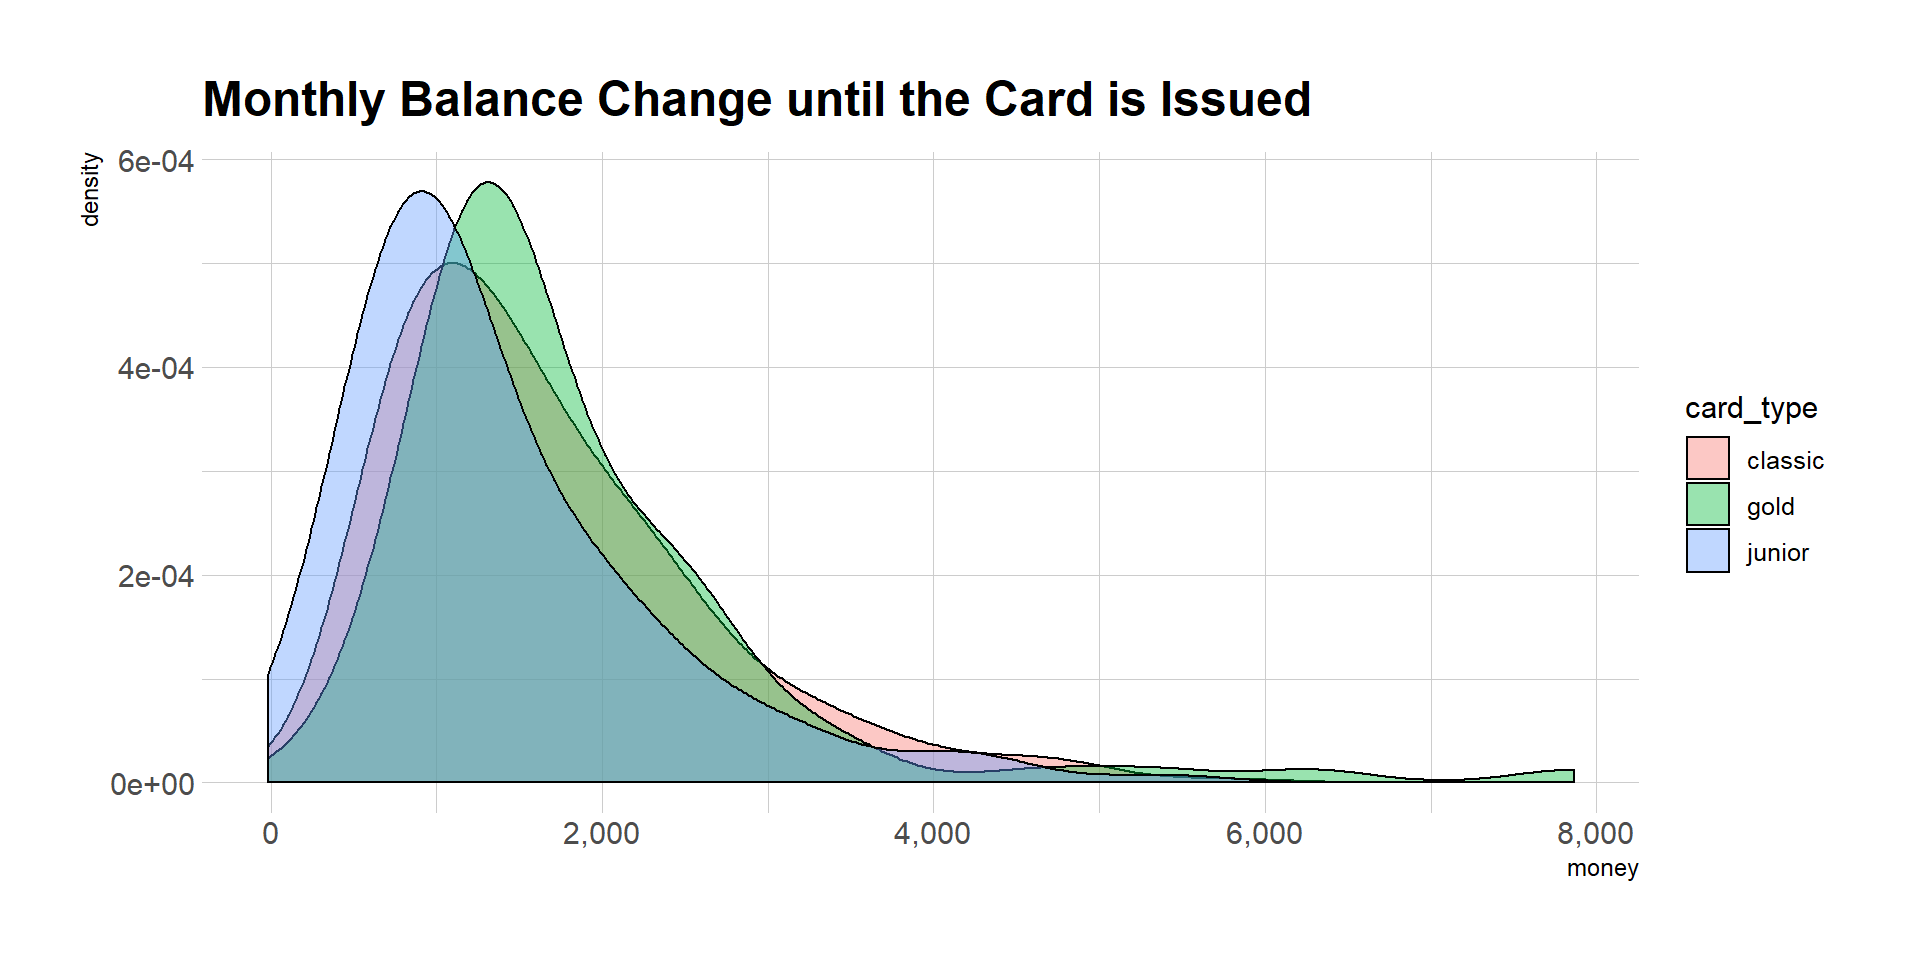 Monthly Balance Change until the Card is Issued
density
6e-04
4e-04
2e-04
0e+00
0
2,000
4,000
6,000
8,000
money
card_type
classic
gold
junior